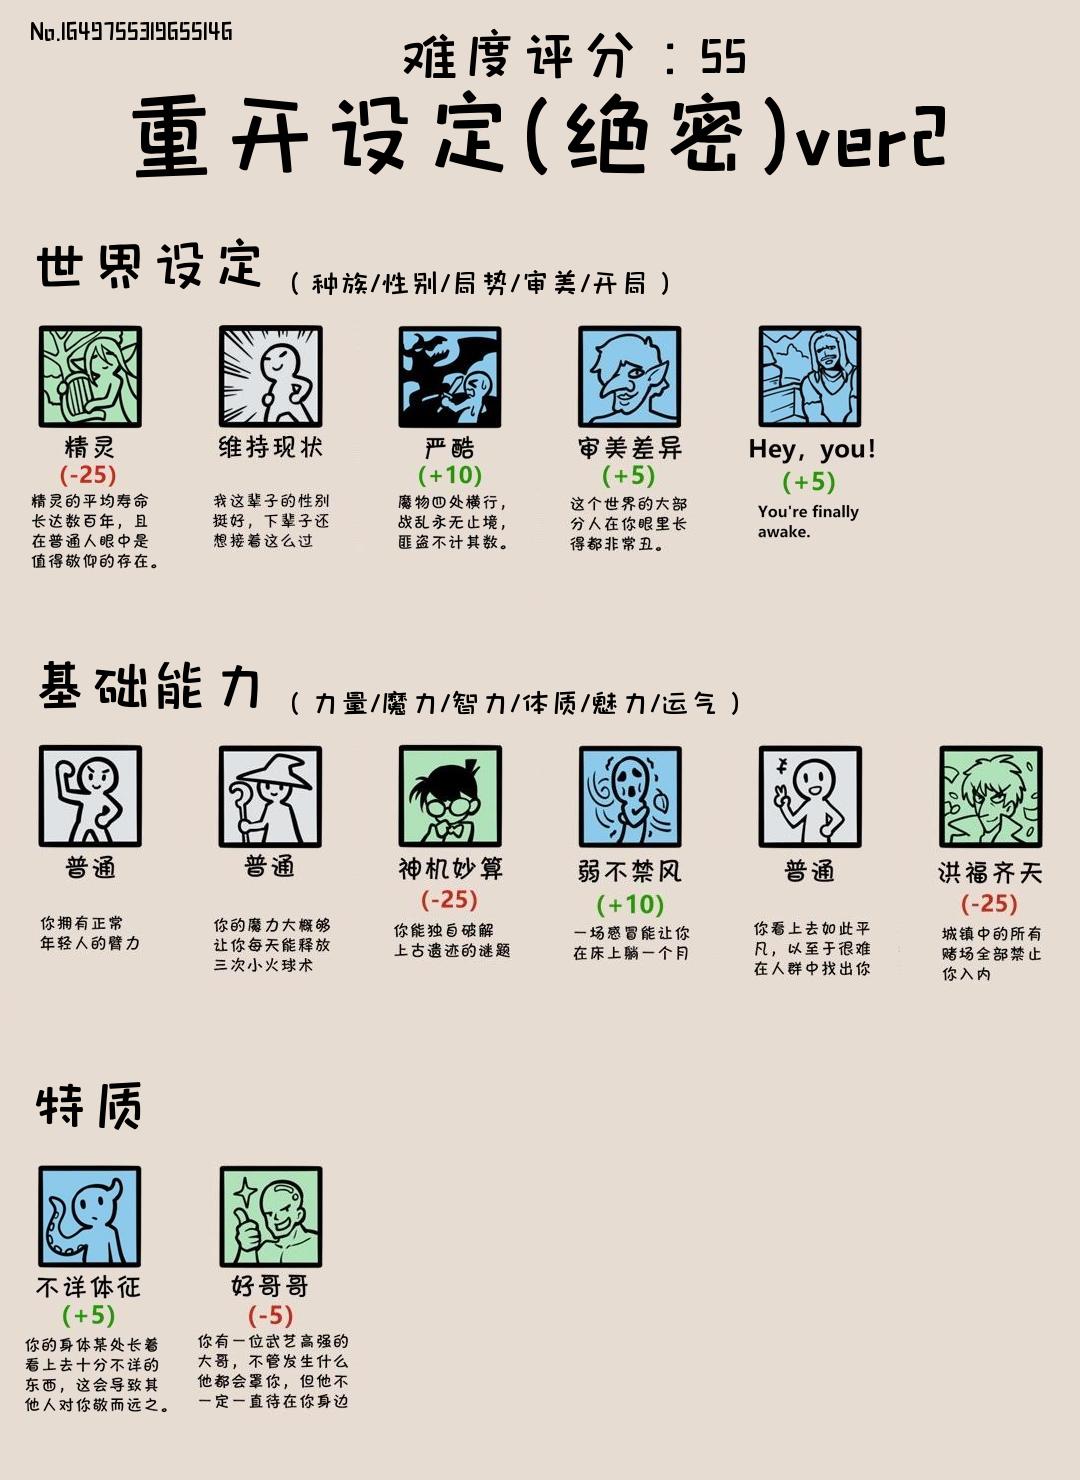 No.1649755319655146
难度评分：55
重开设定(绝密)ver2
世界设定（种族/性别/局势/审美/开局）
精灵
(-25)
精灵的平均寿命
长达数百年，且
在普通人眼中是
值得敬仰的存在。
维持现状
我这辈子的性别
挺好，下辈子还
想接着这么过
严酷
(+10)
魔物四处横行，
战乱永无止境，
匪盗不计其数。
审美差异
(+5)
这个世界的大部
分人在你眼里长
得都非常丑。
Hey, you!
(+5)
You're finally
awake.
基础能力（力量/魔力/智力/体质/魅力/运气）
普通
你拥有正常
年轻人的臂力
普通
你的魔力大概够
让你每天能释放
三次小火球术
神机妙算
(-25)
你能独自破解
上古遗迹的谜题
弱不禁风
(+10)
一场感冒能让你
在床上躺一个月
普通
你看上去如此平
凡，以至于很难
在人群中找出你
洪福齐天
(-25)
城镇中的所有
赌场全部禁止
你入内
特质
不详体征
(+5)
你的身体某处长着
看上去十分不详的
东西，这会导致其
他人对你敬而远之。
好哥哥
(-5)
你有一位武艺高强的
大哥，不管发生什么
他都会罩你，但他不
一定一直待在你身边